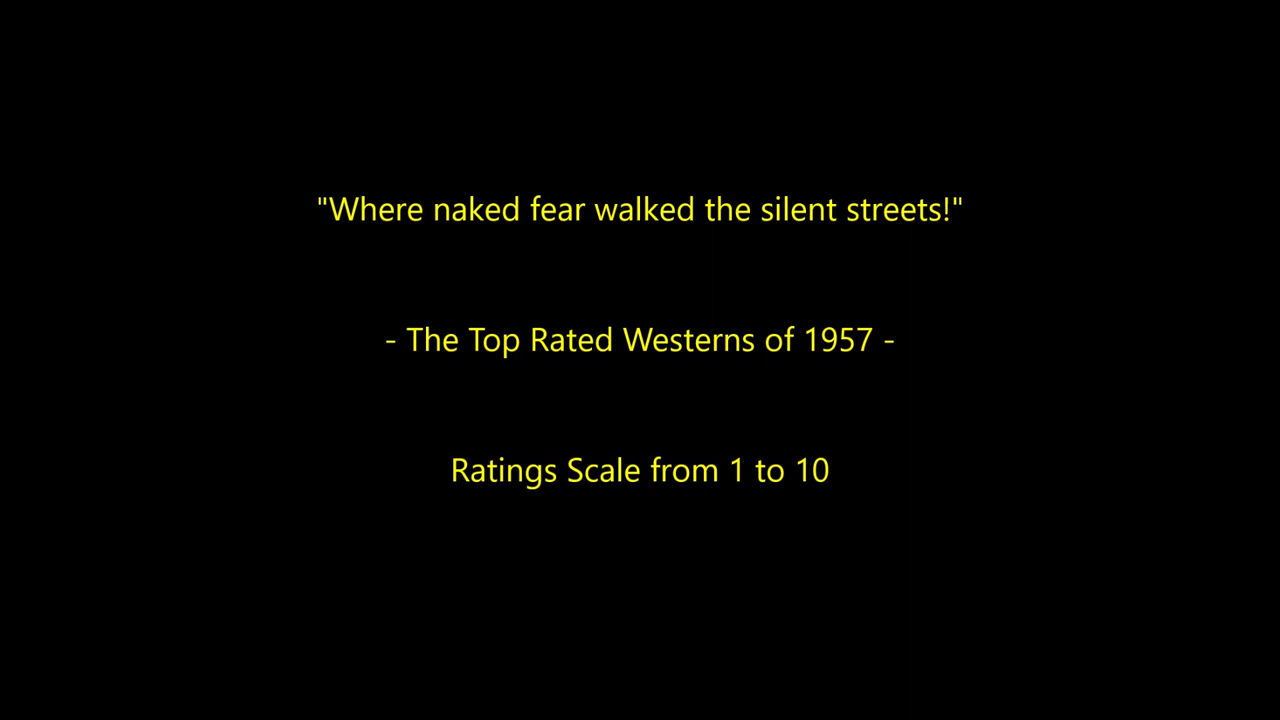 "Where naked fear walked the silent streets!"
- The Top Rated Westerns of 1957 -
Ratings Scale from 1 to 10